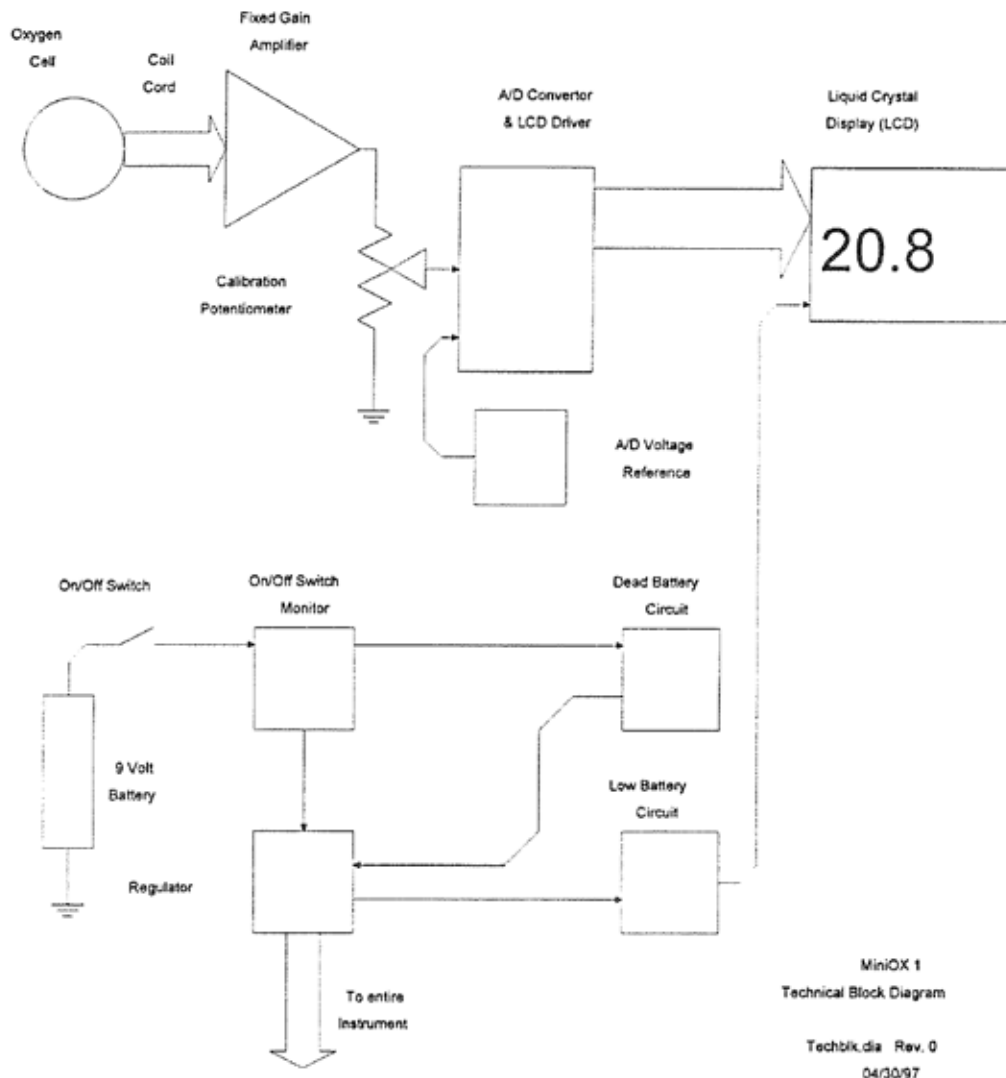 Fixed Gain
Amplifier
Oxygen
Cell
Coil
Cord
A/D Convertor
& LCD Driver
Liquid Crystal
Display (LCD)
20.8
Calibration
Potentiometer
A/D Voltage
Reference
On/Off Switch
On/Off Switch
Monitor
Dead Battery
Circuit
9 Volt
Battery
Low Battery
Circuit
Regulator
To entire
Instrument
MiniOX 1
Technical Block Diagram
Techblk.dia Rev. 0
04/30/97